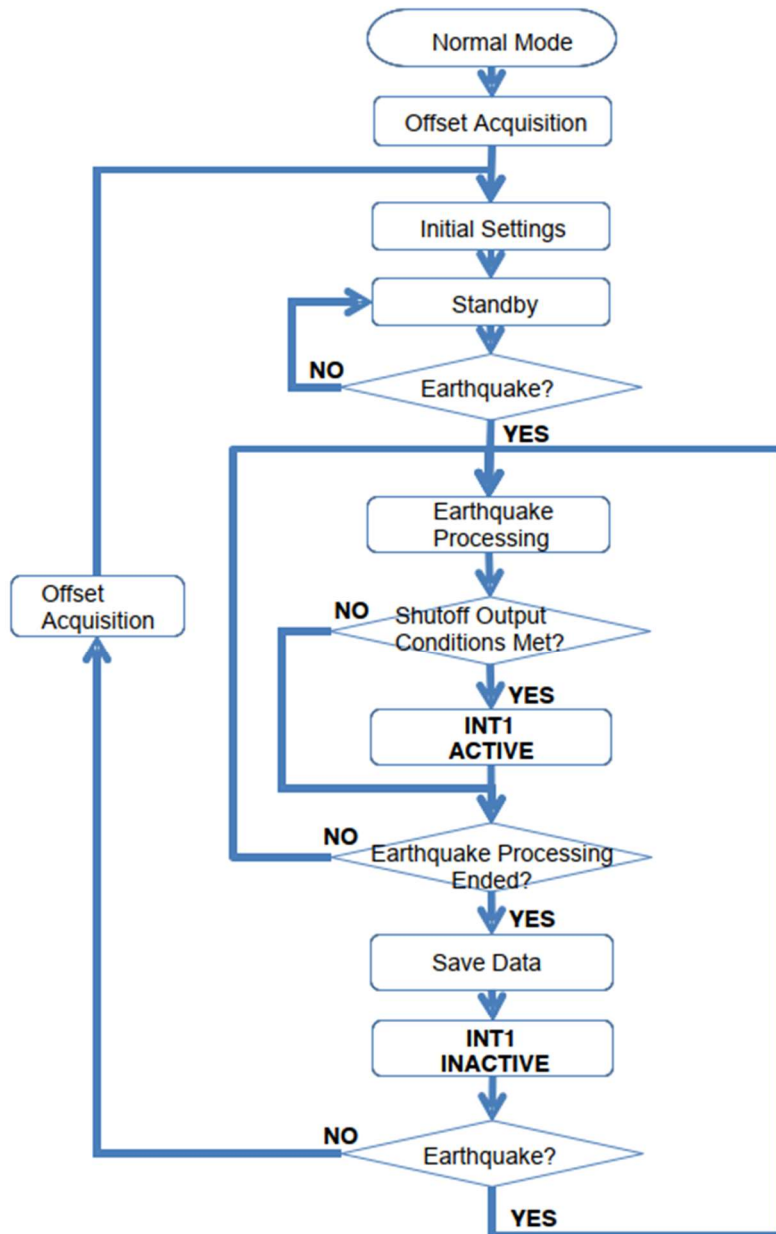 Normal Mode
Offset Acquisition
Initial Settings
Standby
NO
Earthquake?
YES
Earthquake
Processing
Offset
Acquisition
NO
Shutoff Output
Conditions Met?
YES
INT1
ACTIVE
NO
Earthquake Processing
Ended?
YES
Save Data
INT1
INACTIVE
NO
Earthquake?
YES